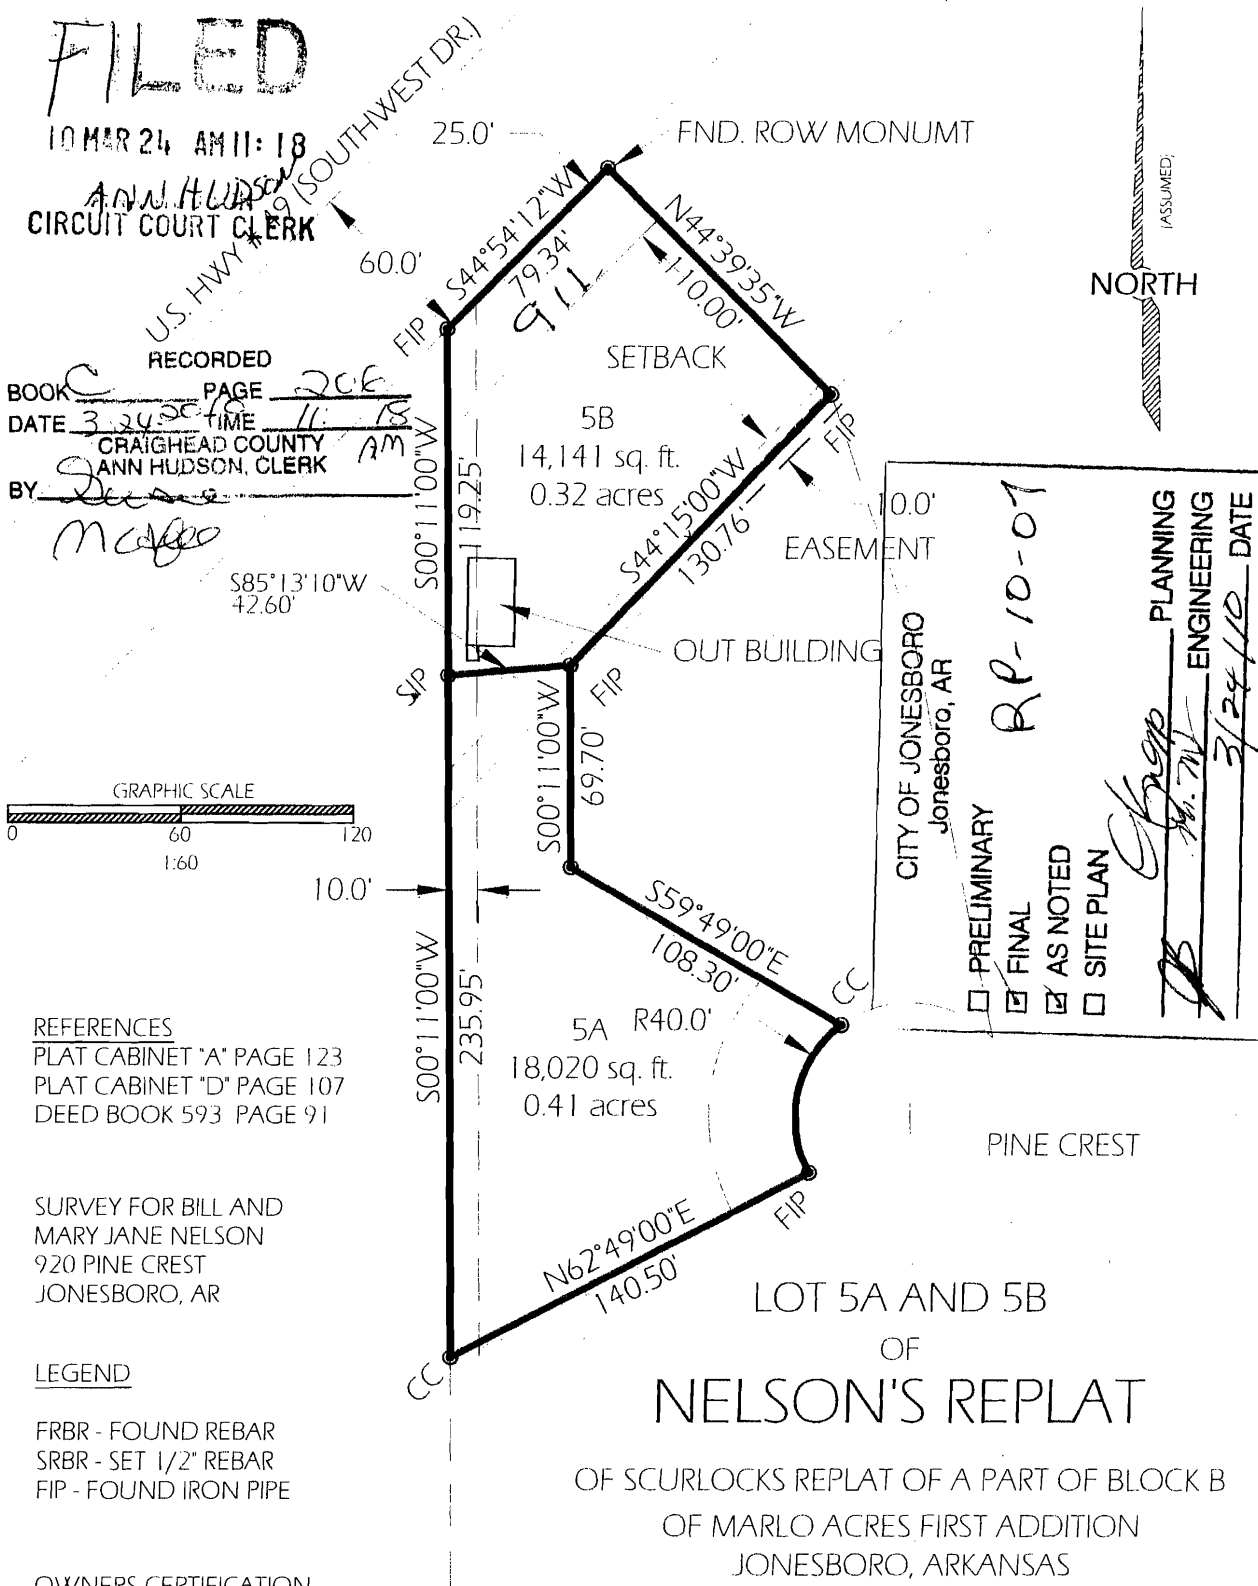 FILED
10 MAR 24 AM 11:18
ANN HUDSON
CIRCUIT COURT CLERK
U.S. HWY # 49 (SOUTHWEST DR.)
25.0'
60.0'
FND. ROW MONUMT
(ASSUMED)
NORTH
S44°54'12"W
79.34'
911
N44°39'35"W
110.00'
FIP
RECORDED
BOOK C PAGE 206
DATE 3.24.2010 TIME 11:18 AM
CRAIGHEAD COUNTY
ANN HUDSON, CLERK
BY
SETBACK
5B
14,141 sq. ft.
0.32 acres
FIP
S44°15'00"W
130.76'
10.0'
EASEMENT
S00°11'00"W
119.25'
S85°13'10"W
42.60'
OUT BUILDING
SIP
FIP
S00°11'00"W
69.70'
GRAPHIC SCALE
0 60 120
1:60
10.0'
S59°49'00"E
108.30'
CC
S00°11'00"W
235.95'
5A
18,020 sq. ft.
0.41 acres
R40.0'
PINE CREST
FIP
N62°49'00"E
140.50'
CC
CITY OF JONESBORO
Jonesboro, AR
RP-10-07
☐ PRELIMINARY
☑ FINAL
☑ AS NOTED
☐ SITE PLAN
PLANNING
ENGINEERING
3/24/10 DATE
REFERENCES
PLAT CABINET "A" PAGE 123
PLAT CABINET "D" PAGE 107
DEED BOOK 593 PAGE 91
SURVEY FOR BILL AND
MARY JANE NELSON
920 PINE CREST
JONESBORO, AR
LEGEND
FRBR - FOUND REBAR
SRBR - SET 1/2" REBAR
FIP - FOUND IRON PIPE
LOT 5A AND 5B
OF
NELSON'S REPLAT
OF SCURLOCKS REPLAT OF A PART OF BLOCK B
OF MARLO ACRES FIRST ADDITION
JONESBORO, ARKANSAS
OWNERS CERTIFICATION